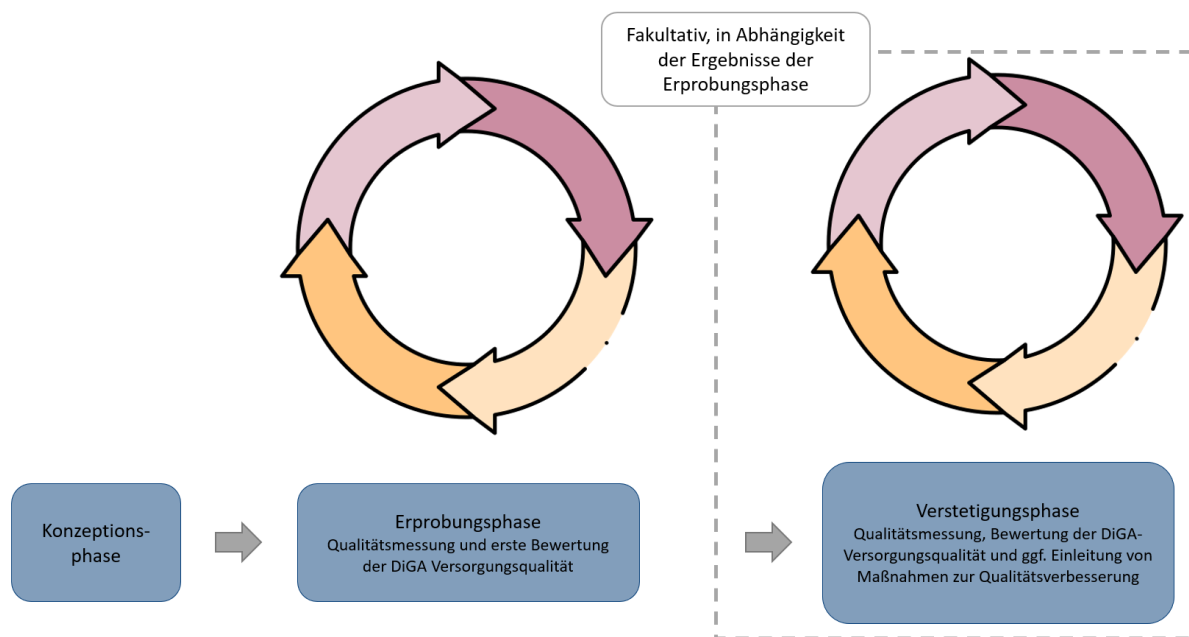 Fakultativ, in Abhängigkeit
der Ergebnisse der
Erprobungsphase
Konzeptions-
phase
Erprobungsphase
Qualitätsmessung und erste Bewertung
der DiGA Versorgungsqualität
Verstetigungsphase
Qualitätsmessung, Bewertung der DiGA-
Versorgungsqualität und ggf. Einleitung von
Maßnahmen zur Qualitätsverbesserung